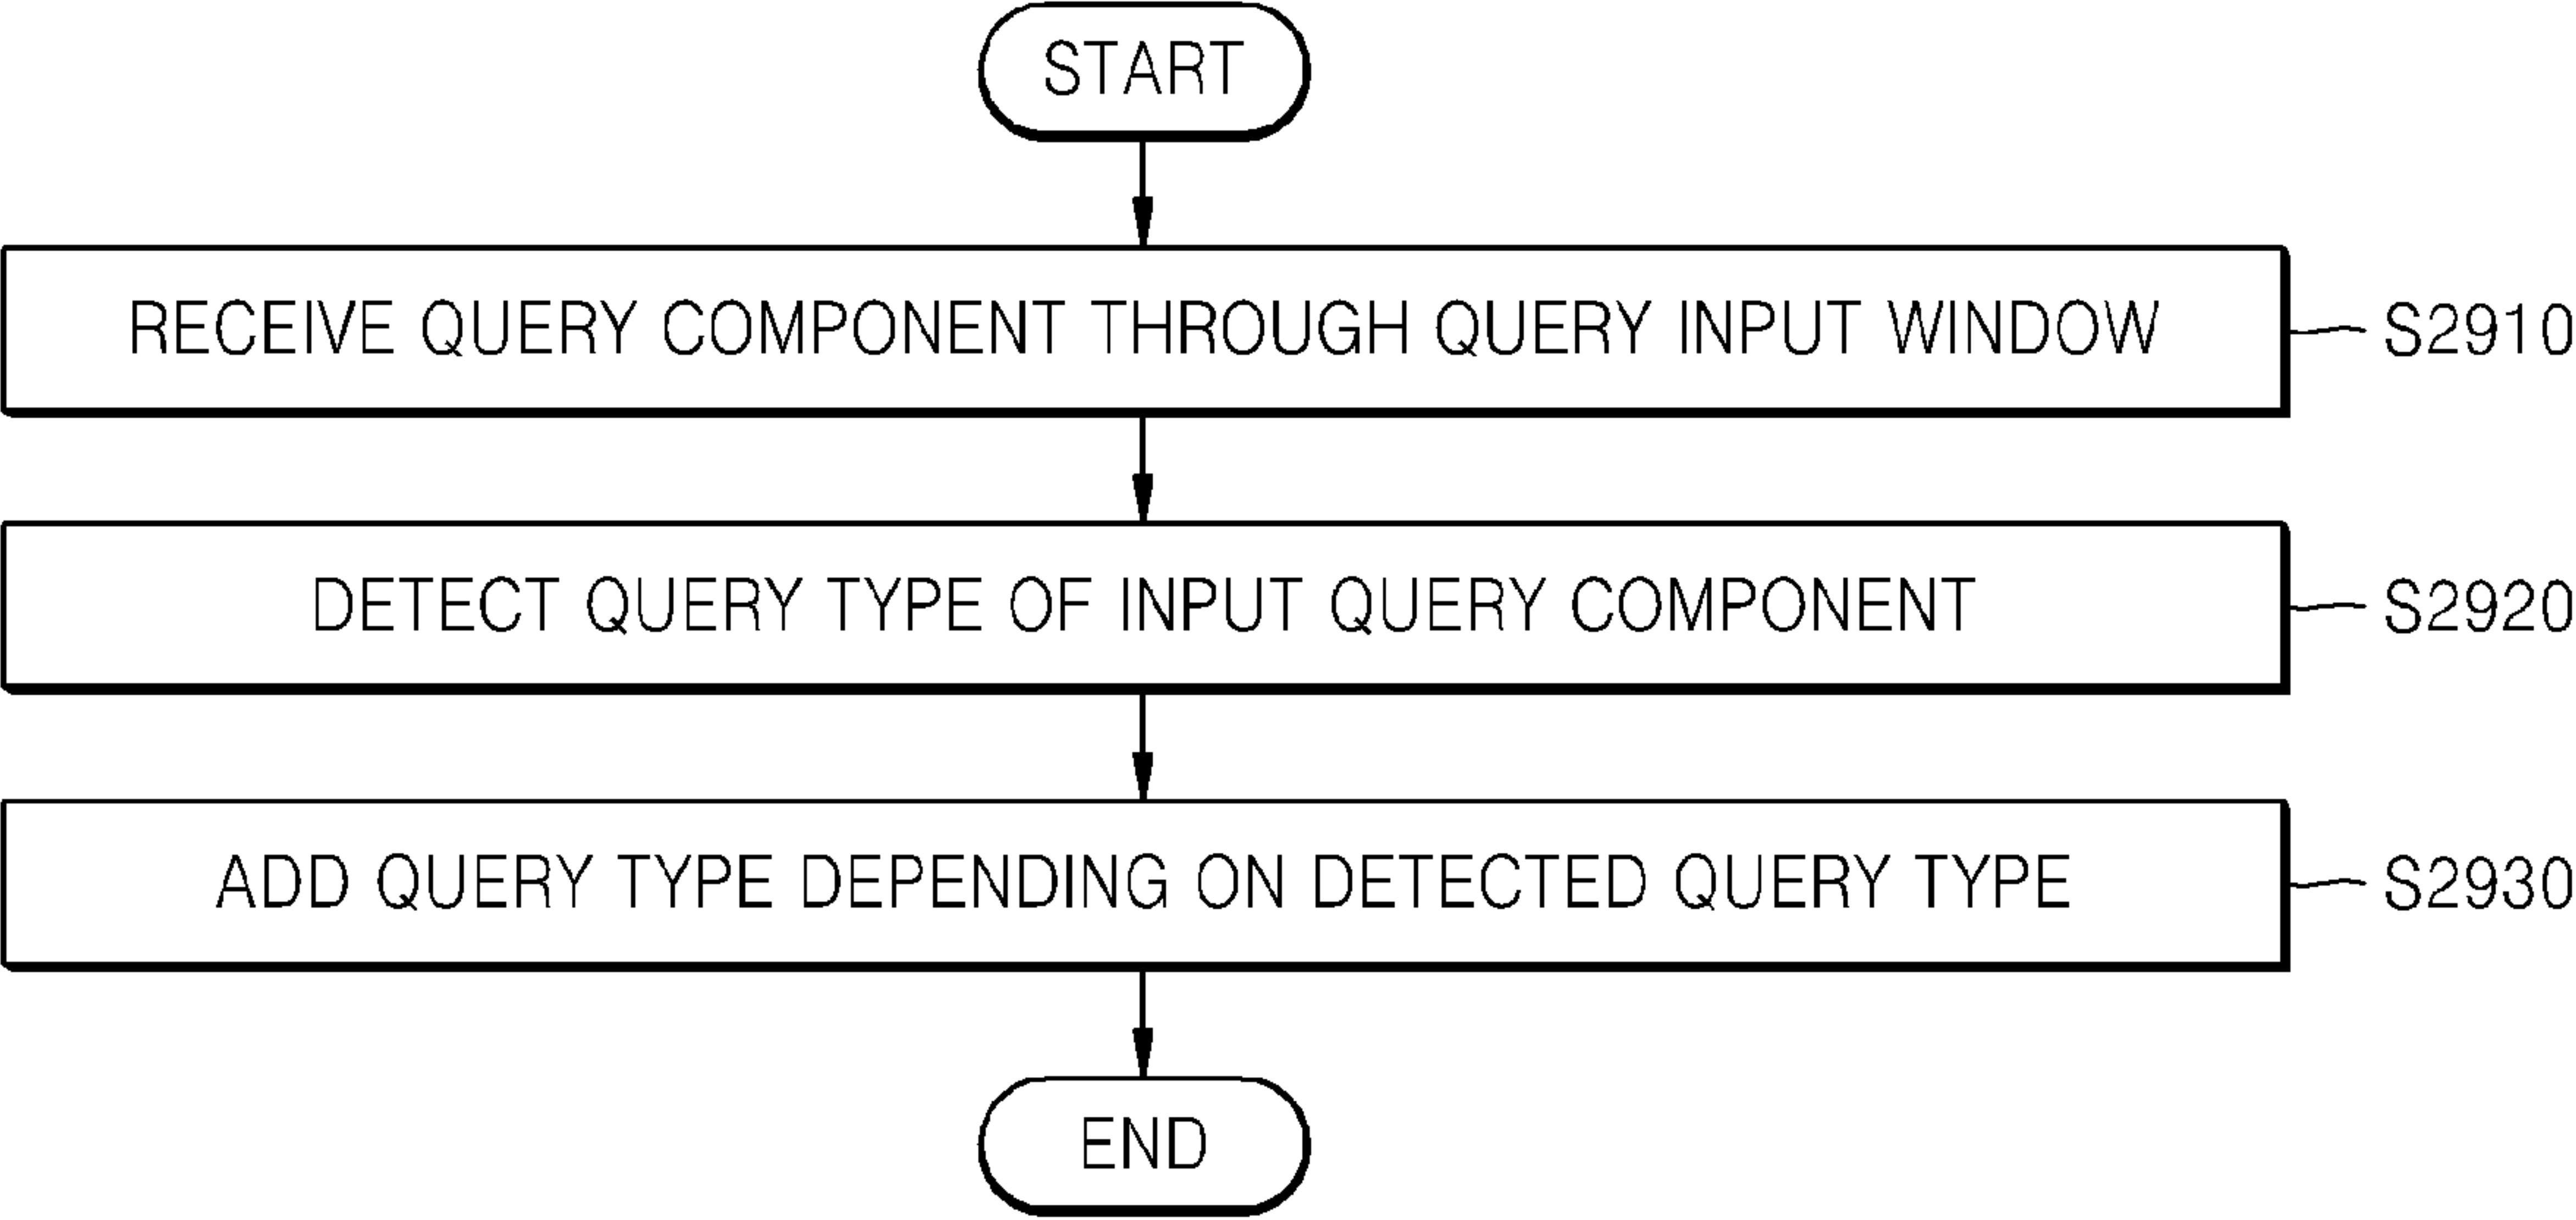 START
RECEIVE QUERY COMPONENT THROUGH QUERY INPUT WINDOW
S2910
DETECT QUERY TYPE OF INPUT QUERY COMPONENT
S2920
ADD QUERY TYPE DEPENDING ON DETECTED QUERY TYPE
S2930
END